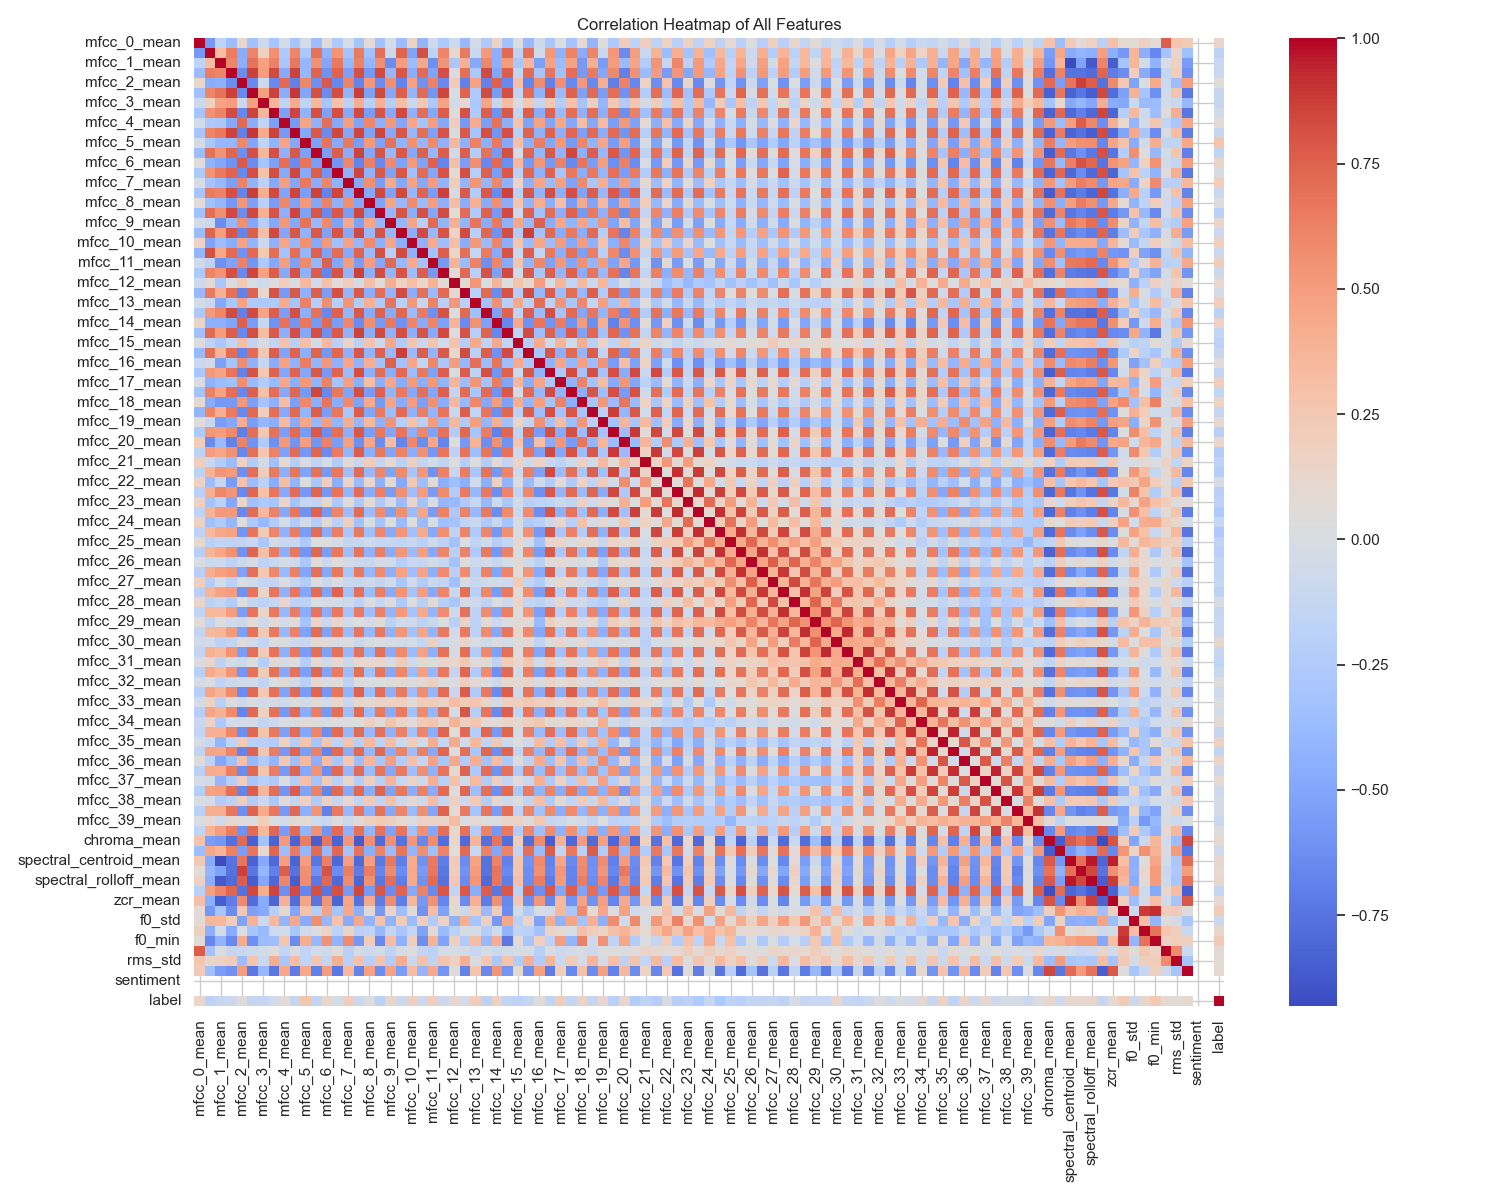 Correlation Heatmap of All Features
mfcc_0_mean
mfcc_1_mean
mfcc_2_mean
mfcc_3_mean
mfcc_4_mean
mfcc_5_mean
mfcc_6_mean
mfcc_7_mean
mfcc_8_mean
mfcc_9_mean
mfcc_10_mean
mfcc_11_mean
mfcc_12_mean
mfcc_13_mean
mfcc_14_mean
mfcc_15_mean
mfcc_16_mean
mfcc_17_mean
mfcc_18_mean
mfcc_19_mean
mfcc_20_mean
mfcc_21_mean
mfcc_22_mean
mfcc_23_mean
mfcc_24_mean
mfcc_25_mean
mfcc_26_mean
mfcc_27_mean
mfcc_28_mean
mfcc_29_mean
mfcc_30_mean
mfcc_31_mean
mfcc_32_mean
mfcc_33_mean
mfcc_34_mean
mfcc_35_mean
mfcc_36_mean
mfcc_37_mean
mfcc_38_mean
mfcc_39_mean
chroma_mean
spectral_centroid_mean
spectral_rolloff_mean
zcr_mean
f0_std
f0_min
rms_std
sentiment
label
mfcc_0_mean
mfcc_1_mean
mfcc_2_mean
mfcc_3_mean
mfcc_4_mean
mfcc_5_mean
mfcc_6_mean
mfcc_7_mean
mfcc_8_mean
mfcc_9_mean
mfcc_10_mean
mfcc_11_mean
mfcc_12_mean
mfcc_13_mean
mfcc_14_mean
mfcc_15_mean
mfcc_16_mean
mfcc_17_mean
mfcc_18_mean
mfcc_19_mean
mfcc_20_mean
mfcc_21_mean
mfcc_22_mean
mfcc_23_mean
mfcc_24_mean
mfcc_25_mean
mfcc_26_mean
mfcc_27_mean
mfcc_28_mean
mfcc_29_mean
mfcc_30_mean
mfcc_31_mean
mfcc_32_mean
mfcc_33_mean
mfcc_34_mean
mfcc_35_mean
mfcc_36_mean
mfcc_37_mean
mfcc_38_mean
mfcc_39_mean
chroma_mean
spectral_centroid_mean
spectral_rolloff_mean
zcr_mean
f0_std
f0_min
rms_std
sentiment
label
1.00
0.75
0.50
0.25
0.00
−0.25
−0.50
−0.75